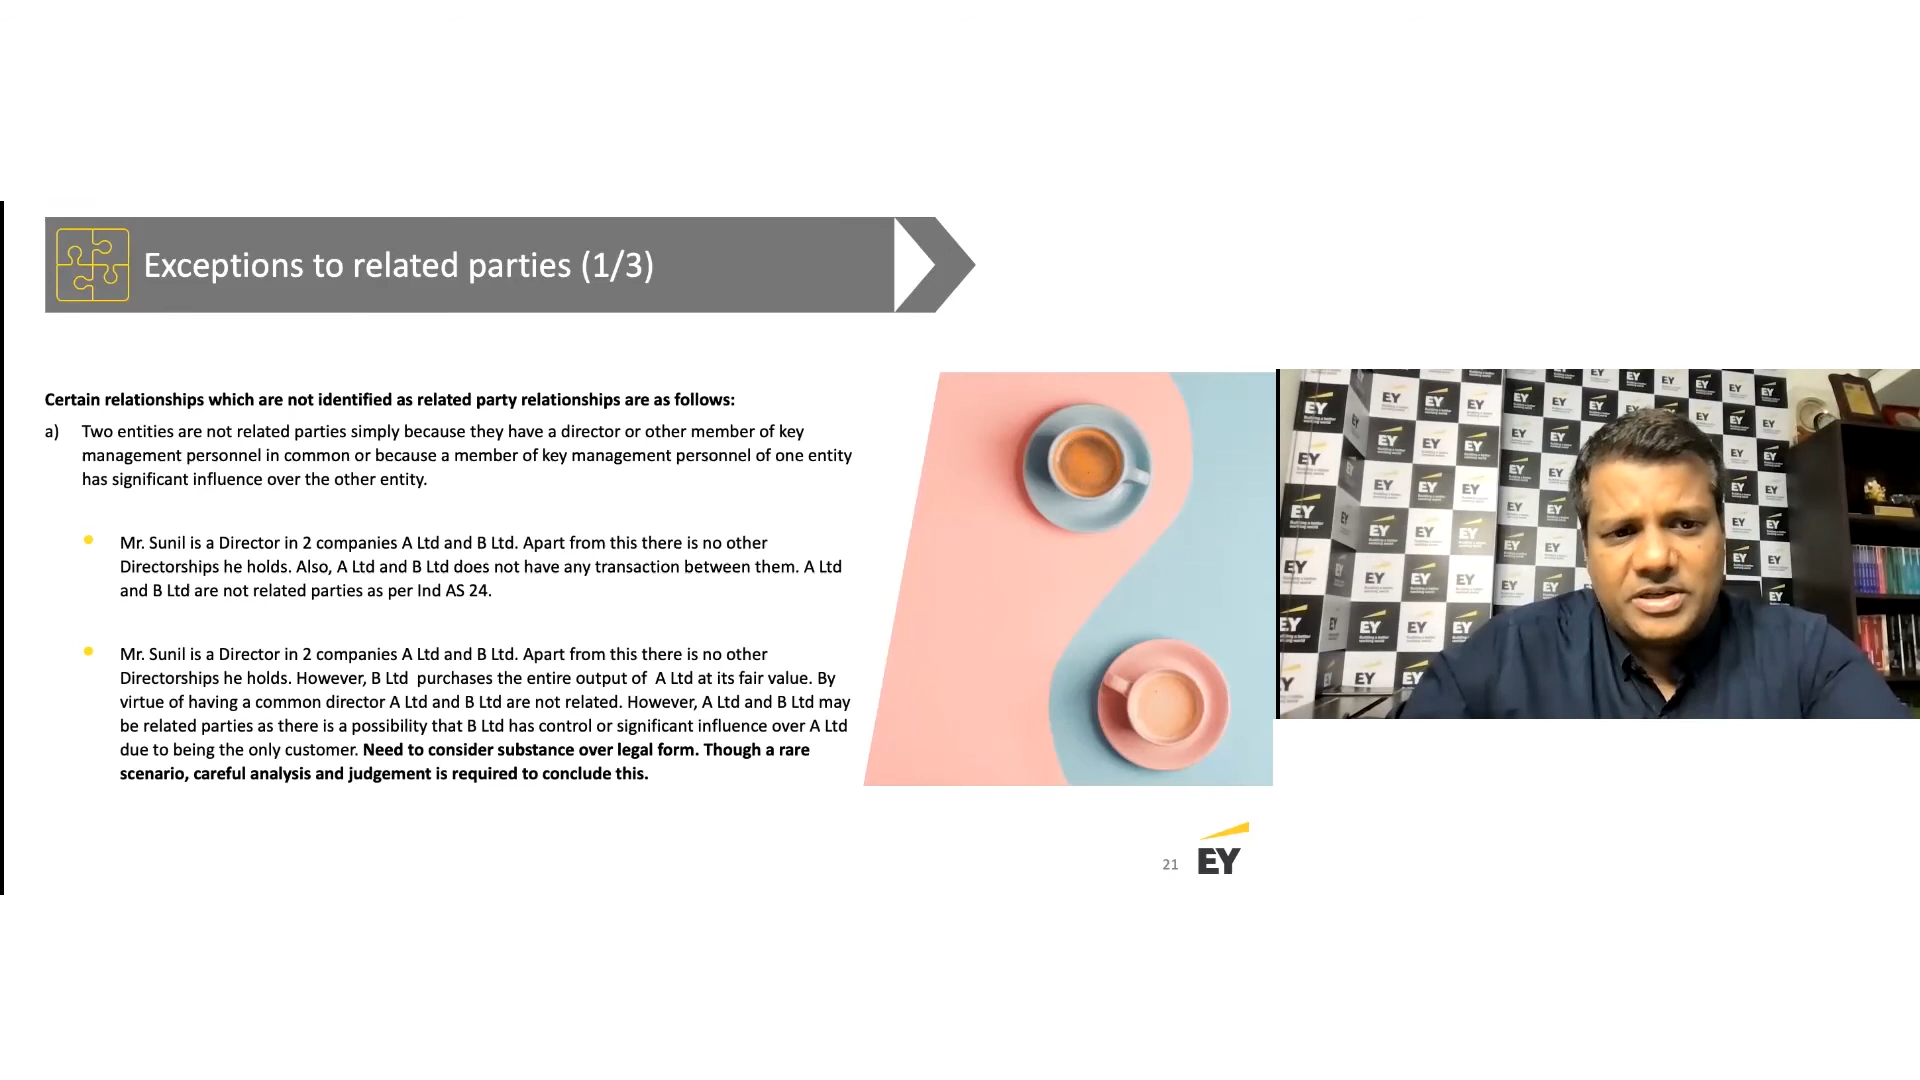 Exceptions to related parties (1/3)
Certain relationships which are not identified as related party relationships are as follows:
a) Two entities are not related parties simply because they have a director or other member of key
management personnel in common or because a member of key management personnel of one entity
has significant influence over the other entity.
Mr. Sunil is a Director in 2 companies A Ltd and B Ltd. Apart from this there is no other
Directorships he holds. Also, A Ltd and B Ltd does not have any transaction between them. A Ltd
and B Ltd are not related parties as per Ind AS 24.
Mr. Sunil is a Director in 2 companies A Ltd and B Ltd. Apart from this there is no other
Directorships he holds. However, B Ltd  purchases the entire output of  A Ltd at its fair value. By
virtue of having a common director A Ltd and B Ltd are not related. However, A Ltd and B Ltd may
be related parties as there is a possibility that B Ltd has control or significant influence over A Ltd
due to being the only customer. Need to consider substance over legal form. Though a rare
scenario, careful analysis and judgement is required to conclude this.
21
EY
EY